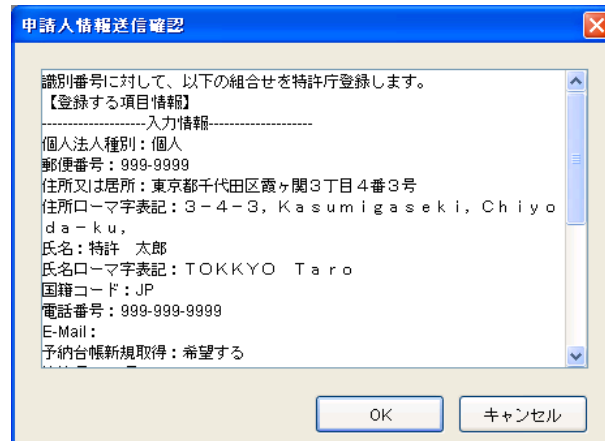 申請人情報送信確認
識別番号に対して、以下の組合せを特許庁登録します。
【登録する項目情報】
-------------------入力情報-------------------
個人法人種別：個人
郵便番号：999-9999
住所又は居所：東京都千代田区霞ヶ関３丁目４番３号
住所ローマ字表記：３－４－３，Ｋａｓｕｍｉｇａｓｅｋｉ，Ｃｈｉｙｏ
ｄａ－ｋｕ，
氏名：特許　太郎
氏名ローマ字表記：ＴＯＫＫＹＯ　Ｔａｒｏ
国籍コード：JP
電話番号：999-999-9999
E-Mail：
予納台帳新規取得：希望する
OK
キャンセル